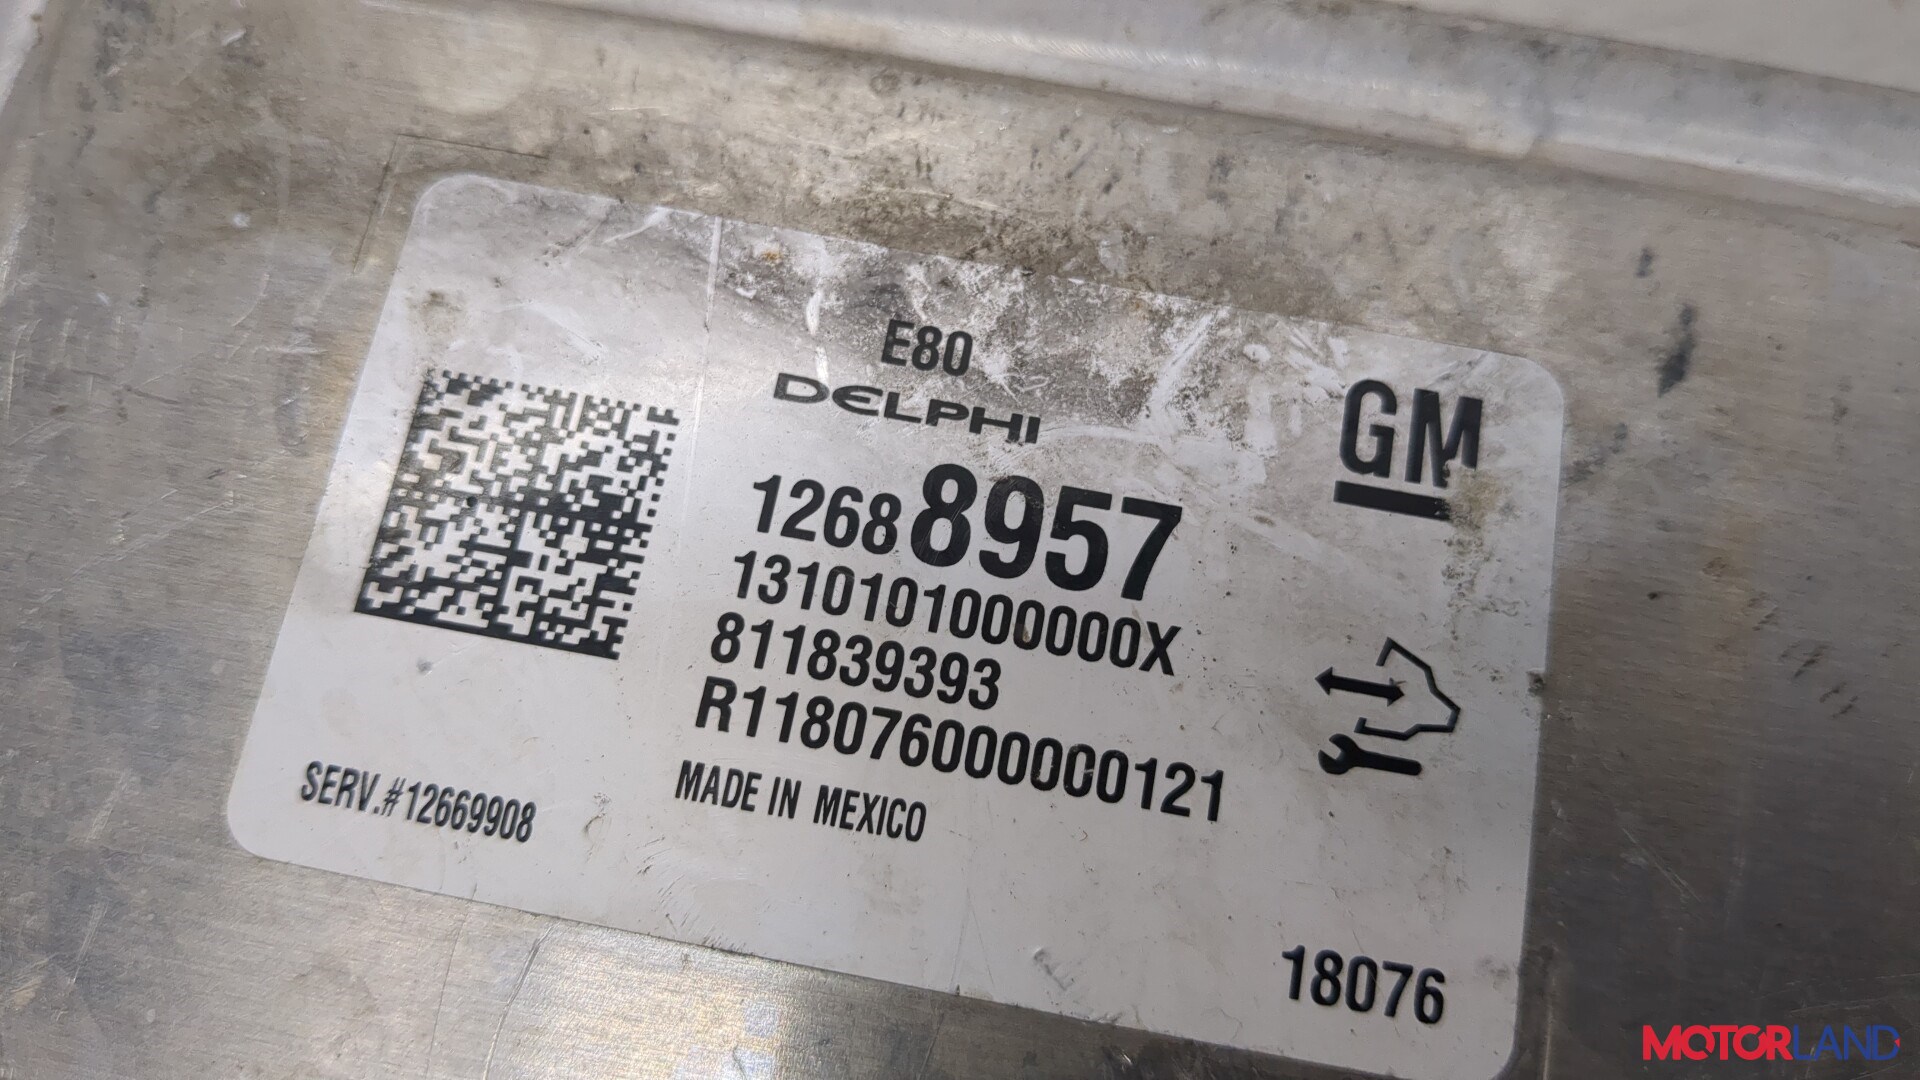 E80
DELPHI
GM
12688957
1310101000000X
811839393
R118076000000121
MADE IN MEXICO
SERV.#12669908
18076
MOTORLAND